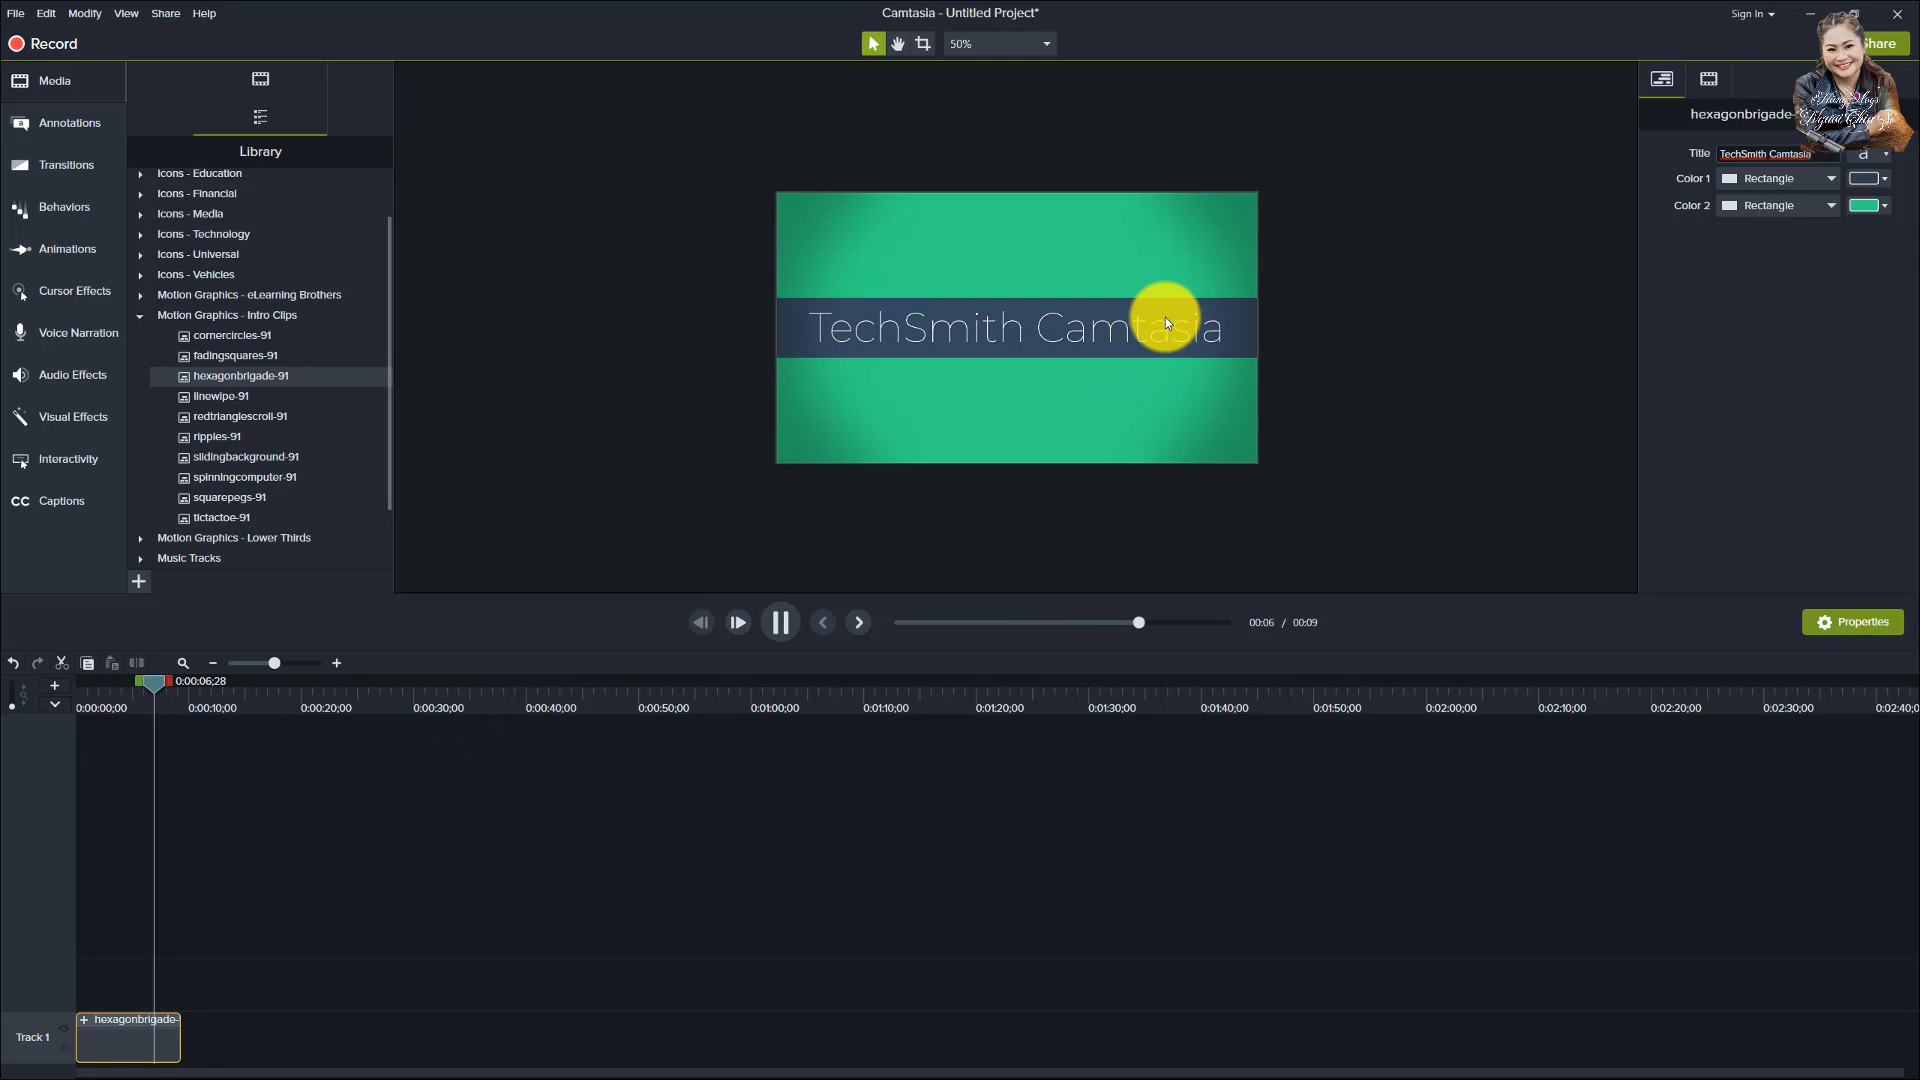 File Edit Modify View Share Help
Camtasia - Untitled Project*
Sign In
Record
50%
Share
Media
Annotations
Transitions
Behaviors
Animations
Cursor Effects
Voice Narration
Audio Effects
Visual Effects
Interactivity
CC Captions
Library
Icons - Education
Icons - Financial
Icons - Media
Icons - Technology
Icons - Universal
Icons - Vehicles
Motion Graphics - eLearning Brothers
Motion Graphics - Intro Clips
cornercircles-91
fadingsquares-91
hexagonbrigade-91
linewipe-91
redtrianglescroll-91
ripples-91
slidingbackground-91
spinningcomputer-91
squarepegs-91
tictactoe-91
Motion Graphics - Lower Thirds
Music Tracks
TechSmith Camtasia
hexagonbrigade-
Title TechSmith Camtasia a
Color 1 Rectangle
Color 2 Rectangle
00:06 / 00:09
Properties
0:00:06;28
0:00:00;00 0:00:10;00 0:00:20;00 0:00:30;00 0:00:40;00 0:00:50;00 0:01:00;00 0:01:10;00 0:01:20;00 0:01:30;00 0:01:40;00 0:01:50;00 0:02:00;00 0:02:10;00 0:02:20;00 0:02:30;00 0:02:40;0
Track 1
hexagonbrigade-